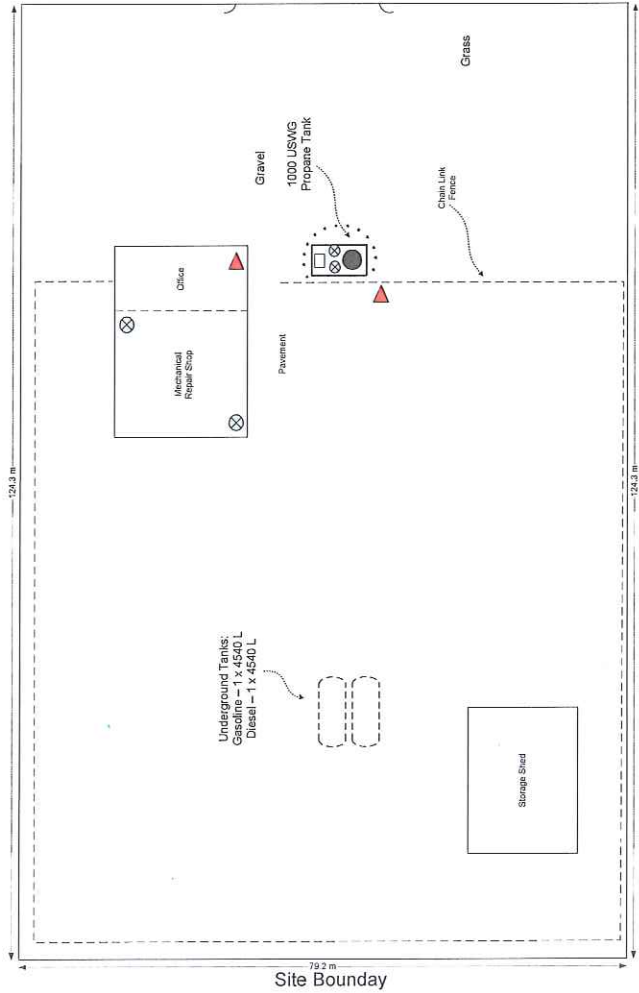 Grass
Gravel
1000 USWG
Propane Tank
Chain Link
Fence
Office
Mechanical
Repair Shop
Pavement
124.3 m
124.3 m
Underground Tanks:
Gasoline – 1 x 4540 L
Diesel – 1 x 4540 L
Storage Shed
79.2 m
Site Bounday